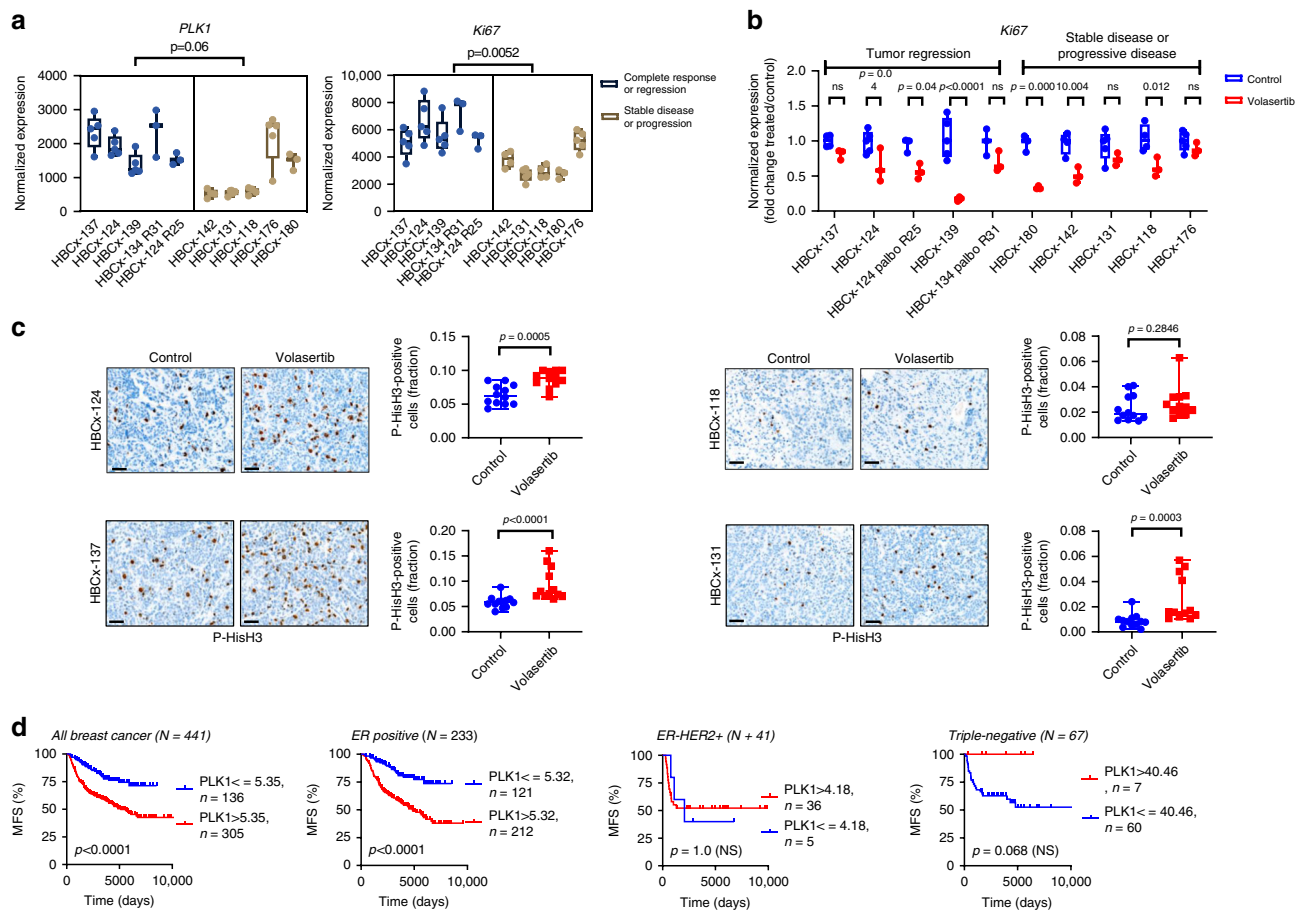 a
PLK1
p=0.06
Normalized expression
4000
3000
2000
1000
0
HBCx-137
HBCx-124
HBCx-139
HBCx-134 R31
HBCx-124 R25
HBCx-142
HBCx-131
HBCx-118
HBCx-176
HBCx-180
Ki67
p=0.0052
Normalized expression
10,000
8000
6000
4000
2000
0
HBCx-137
HBCx-124
HBCx-139
HBCx-134 R31
HBCx-124 R25
HBCx-142
HBCx-131
HBCx-118
HBCx-180
HBCx-176
Complete response
or regression
Stable disease
or progression
b
Ki67
Tumor regression
Stable disease or
progressive disease
Normalized expression
(fold change treated/control)
2.0
1.5
1.0
0.5
0.0
ns
p = 0.0
4
p = 0.04
p<0.0001
ns
p = 0.00010.004
ns
0.012
ns
Control
Volasertib
HBCx-137
HBCx-124
HBCx-124 palbo R25
HBCx-139
HBCx-134 palbo R31
HBCx-180
HBCx-142
HBCx-131
HBCx-118
HBCx-176
c
Control
Volasertib
HBCx-124
P-HisH3-positive
cells (fraction)
0.15
0.10
0.05
0.00
p = 0.0005
Control
Volasertib
HBCx-137
P-HisH3
P-HisH3-positive
cells (fraction)
0.20
0.15
0.10
0.05
0.00
p<0.0001
Control
Volasertib
Control
Volasertib
HBCx-118
P-HisH3-positive
cells (fraction)
0.08
0.06
0.04
0.02
0.00
p = 0.2846
Control
Volasertib
HBCx-131
P-HisH3
P-HisH3-positive
cells (fraction)
0.08
0.06
0.04
0.02
0.00
p = 0.0003
Control
Volasertib
d
All breast cancer (N = 441)
MFS (%)
100
75
50
25
0
p<0.0001
0
5000
10,000
Time (days)
PLK1<= 5.35,
n = 136
PLK1>5.35,
n = 305
ER positive (N = 233)
MFS (%)
100
75
50
25
0
p<0.0001
0
5000
10,000
Time (days)
PLK1<= 5.32,
n = 121
PLK1>5.32,
n = 212
ER-HER2+ (N + 41)
MFS (%)
100
75
50
25
0
p = 1.0 (NS)
0
5000
10,000
Time (days)
PLK1>4.18,
n = 36
PLK1<= 4.18,
n = 5
Triple-negative (N = 67)
MFS (%)
100
75
50
25
0
p = 0.068 (NS)
0
5000
10,000
Time (days)
PLK1>40.46
, n = 7
PLK1<= 40.46,
n = 60